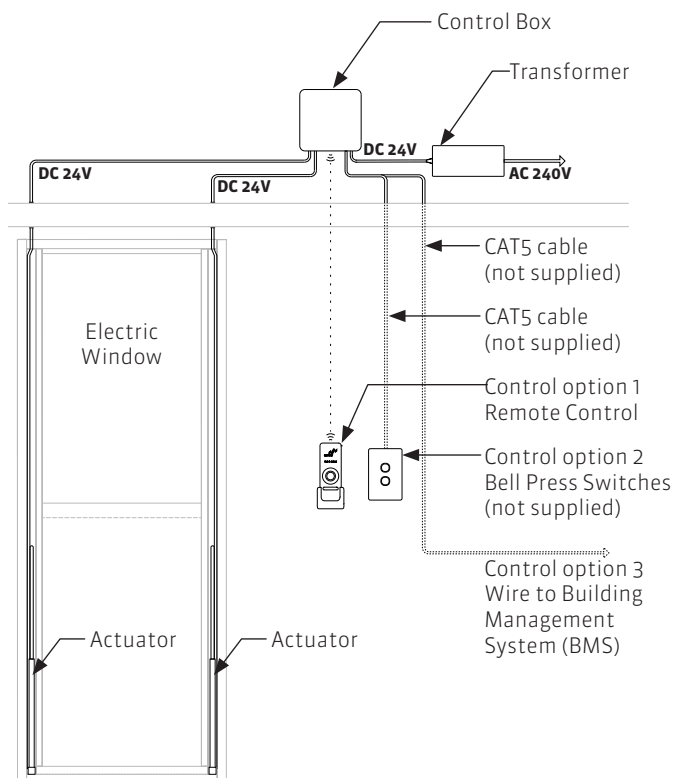 Control Box
Transformer
DC 24V
AC 240V
DC 24V
DC 24V
CAT5 cable
(not supplied)
CAT5 cable
(not supplied)
Electric
Window
Control option 1
Remote Control
Control option 2
Bell Press Switches
(not supplied)
Control option 3
Wire to Building
Management
System (BMS)
Actuator
Actuator